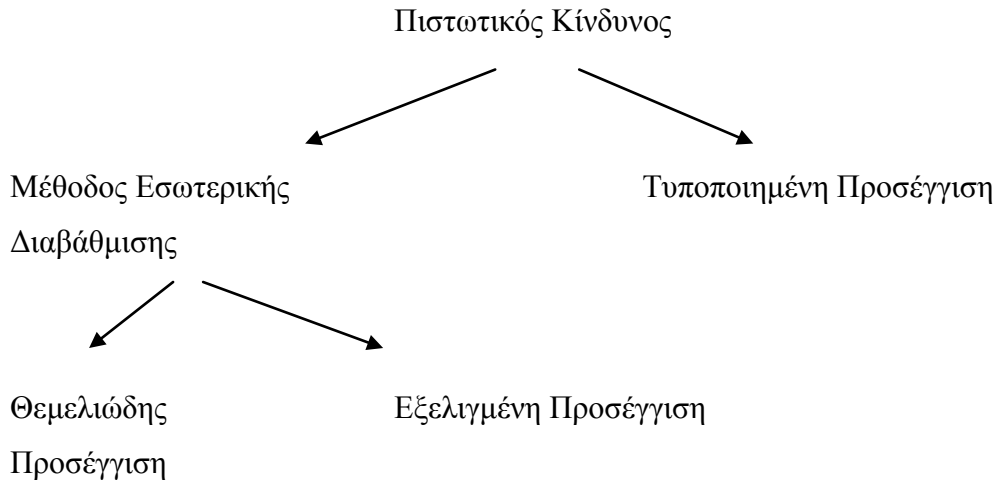 Πιστωτικός Κίνδυνος
Μέθοδος Εσωτερικής
Διαβάθμισης
Τυποποιημένη Προσέγγιση
Θεμελιώδης
Προσέγγιση
Εξελιγμένη Προσέγγιση